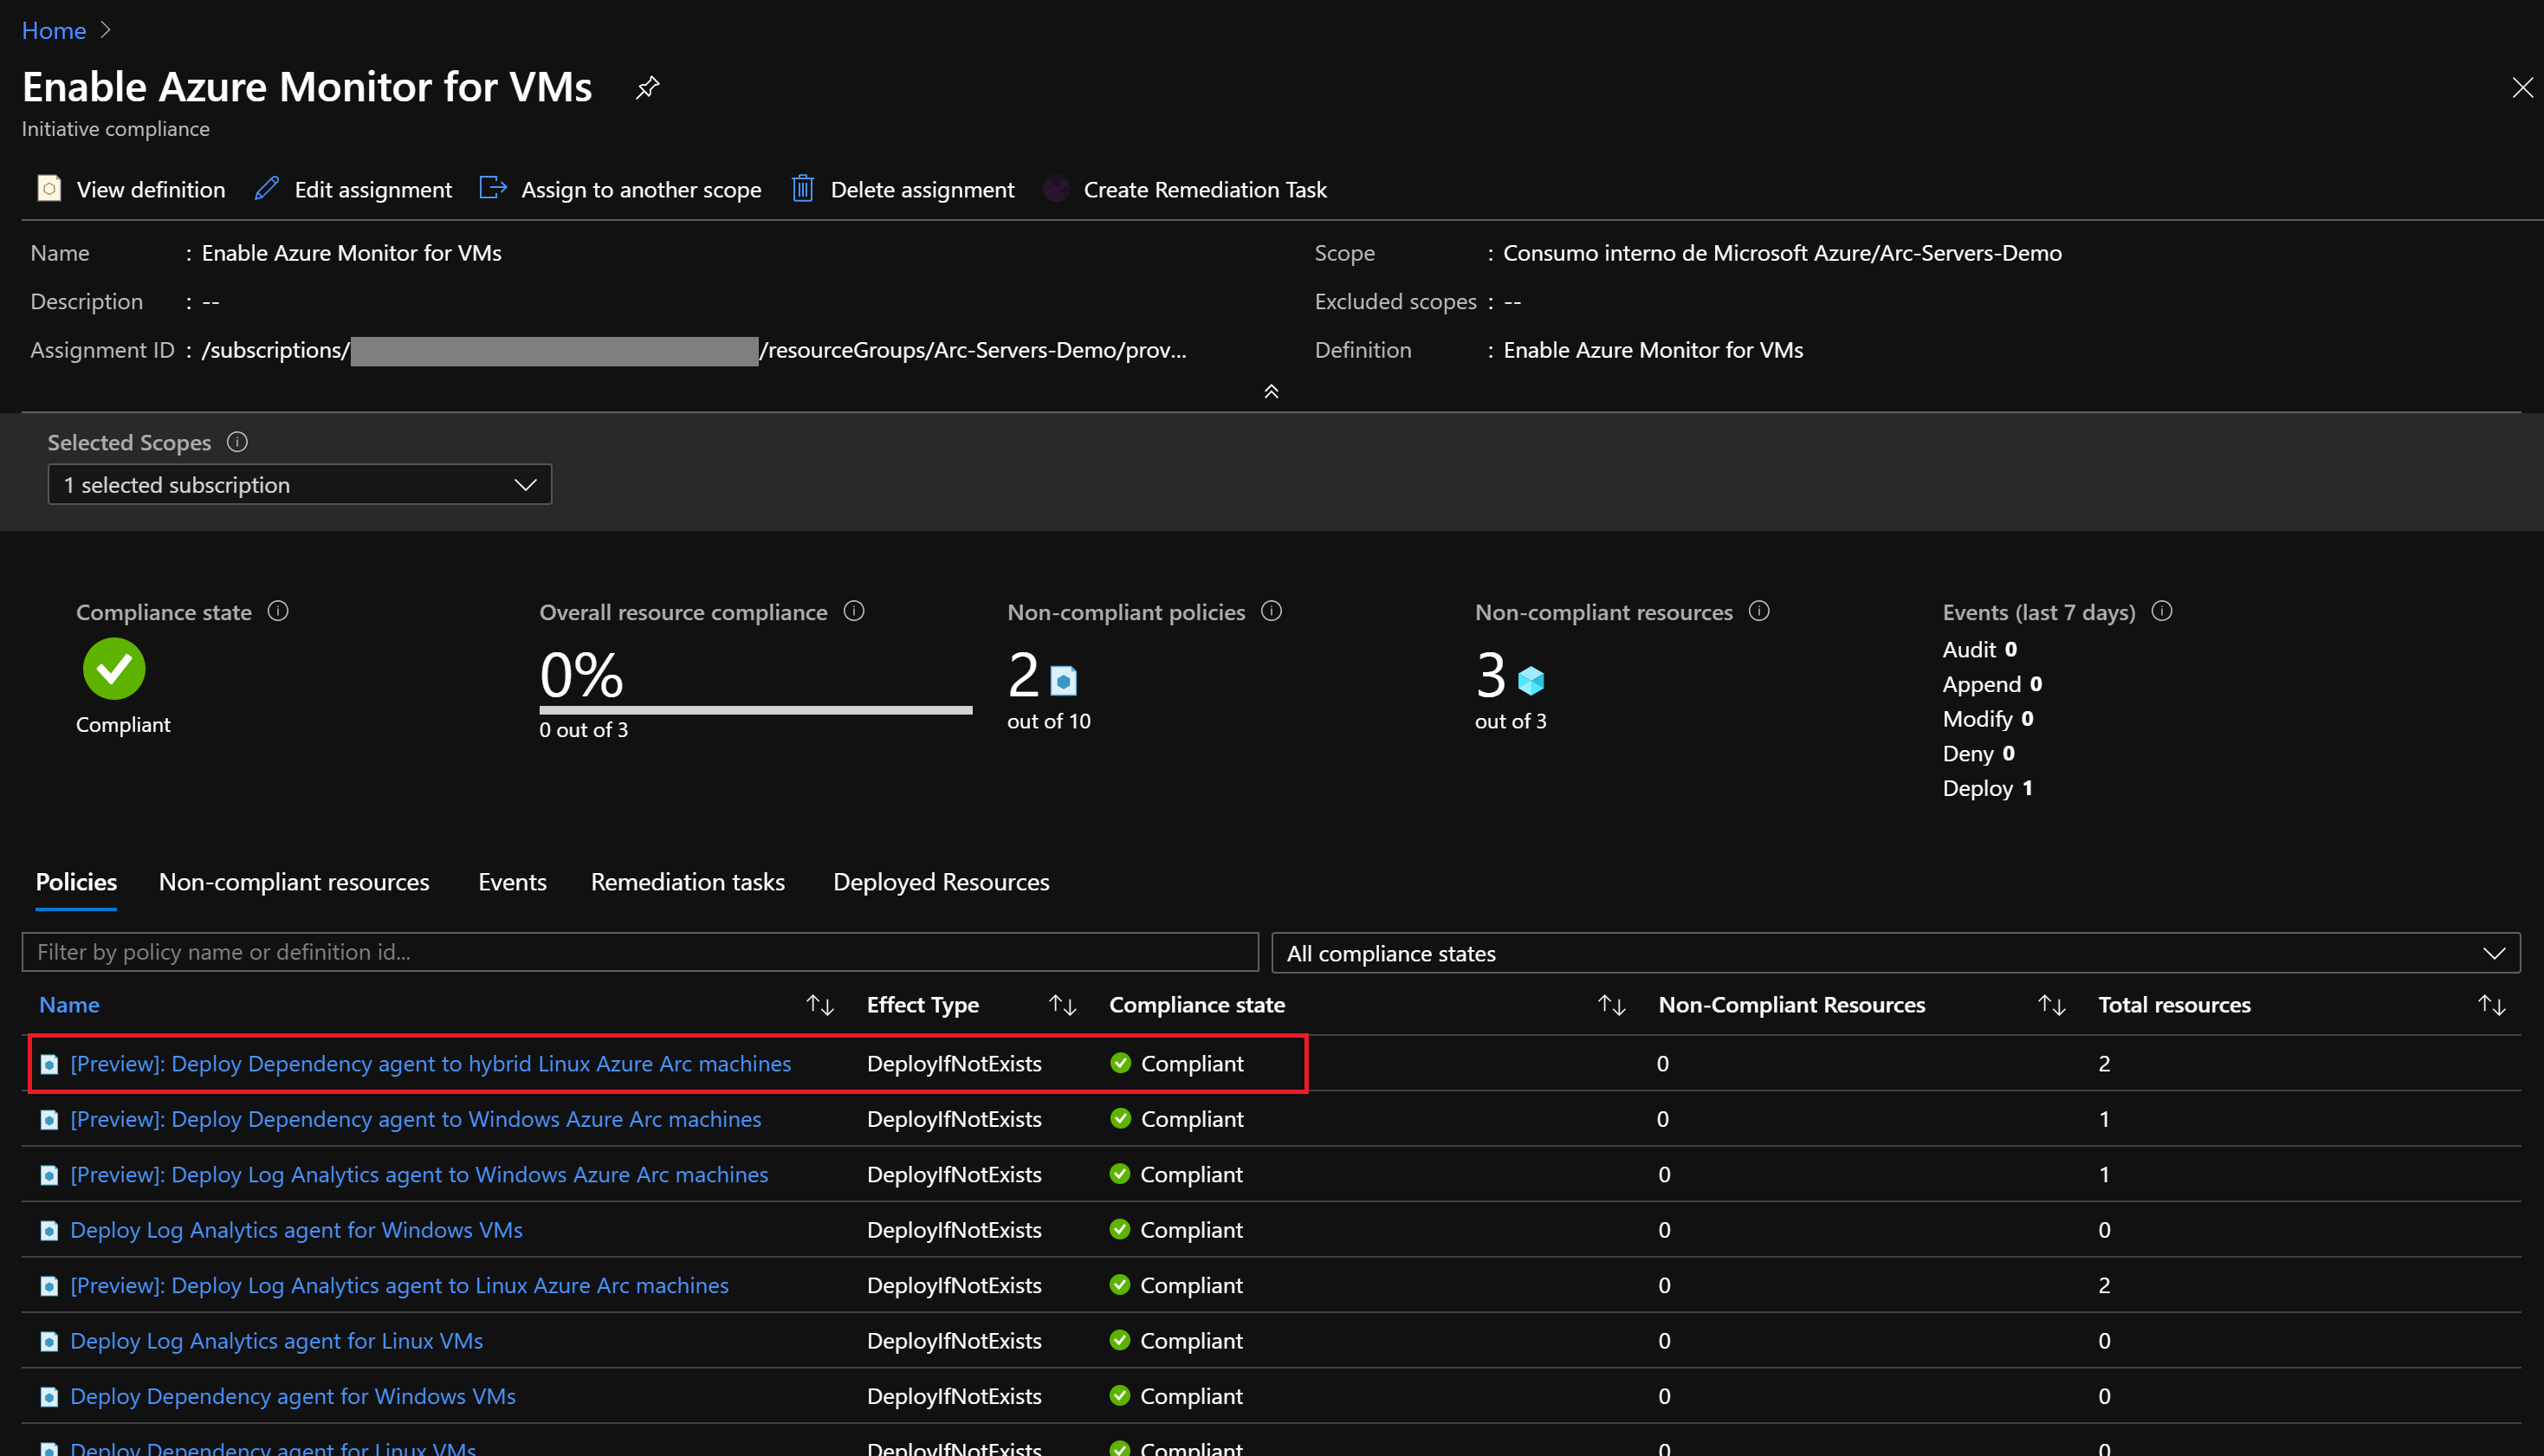 Home
Enable Azure Monitor for VMs
Initiative compliance
View definition Edit assignment Assign to another scope Delete assignment Create Remediation Task
Name : Enable Azure Monitor for VMs Scope : Consumo interno de Microsoft Azure/Arc-Servers-Demo
Description : -- Excluded scopes : --
Assignment ID : /subscriptions/ /resourceGroups/Arc-Servers-Demo/prov... Definition : Enable Azure Monitor for VMs
Selected Scopes
1 selected subscription
Compliance state
Compliant
Overall resource compliance
0%
0 out of 3
Non-compliant policies
2
out of 10
Non-compliant resources
3
out of 3
Events (last 7 days)
Audit 0
Append 0
Modify 0
Deny 0
Deploy 1
Policies Non-compliant resources Events Remediation tasks Deployed Resources
Filter by policy name or definition id... All compliance states
Name Effect Type Compliance state Non-Compliant Resources Total resources
[Preview]: Deploy Dependency agent to hybrid Linux Azure Arc machines DeployIfNotExists Compliant 0 2
[Preview]: Deploy Dependency agent to Windows Azure Arc machines DeployIfNotExists Compliant 0 1
[Preview]: Deploy Log Analytics agent to Windows Azure Arc machines DeployIfNotExists Compliant 0 1
Deploy Log Analytics agent for Windows VMs DeployIfNotExists Compliant 0 0
[Preview]: Deploy Log Analytics agent to Linux Azure Arc machines DeployIfNotExists Compliant 0 2
Deploy Log Analytics agent for Linux VMs DeployIfNotExists Compliant 0 0
Deploy Dependency agent for Windows VMs DeployIfNotExists Compliant 0 0
Deploy Dependency agent for Linux VMs DeployIfNotExists Compliant 0 0